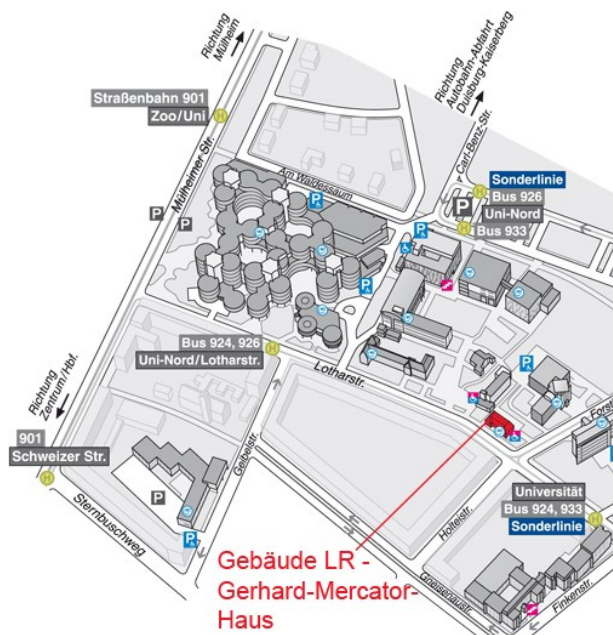 Richtung
Mülheim
Straßenbahn 901
Zoo/Uni
H
Mülheimer Str.
P
P
Am Waldessaum
P
Richtung
Autobahn-Abfahrt
Duisburg-Kaiserberg
Carl-Benz-Str.
Sonderlinie
H
Bus 926
P
Uni-Nord
H
Bus 933
P
P
Bus 924, 926
H
Uni-Nord/Lotharstr.
Lotharstr.
P
Richtung
Zentrum/Hbf.
901
Schweizer Str.
H
P
P
Geibelstr.
Sternbuschweg
Holteistr.
Gneisenaustr.
Universität
Bus 924, 933
H
Sonderlinie
Finkenstr.
Gebäude LR -
Gerhard-Mercator-
Haus